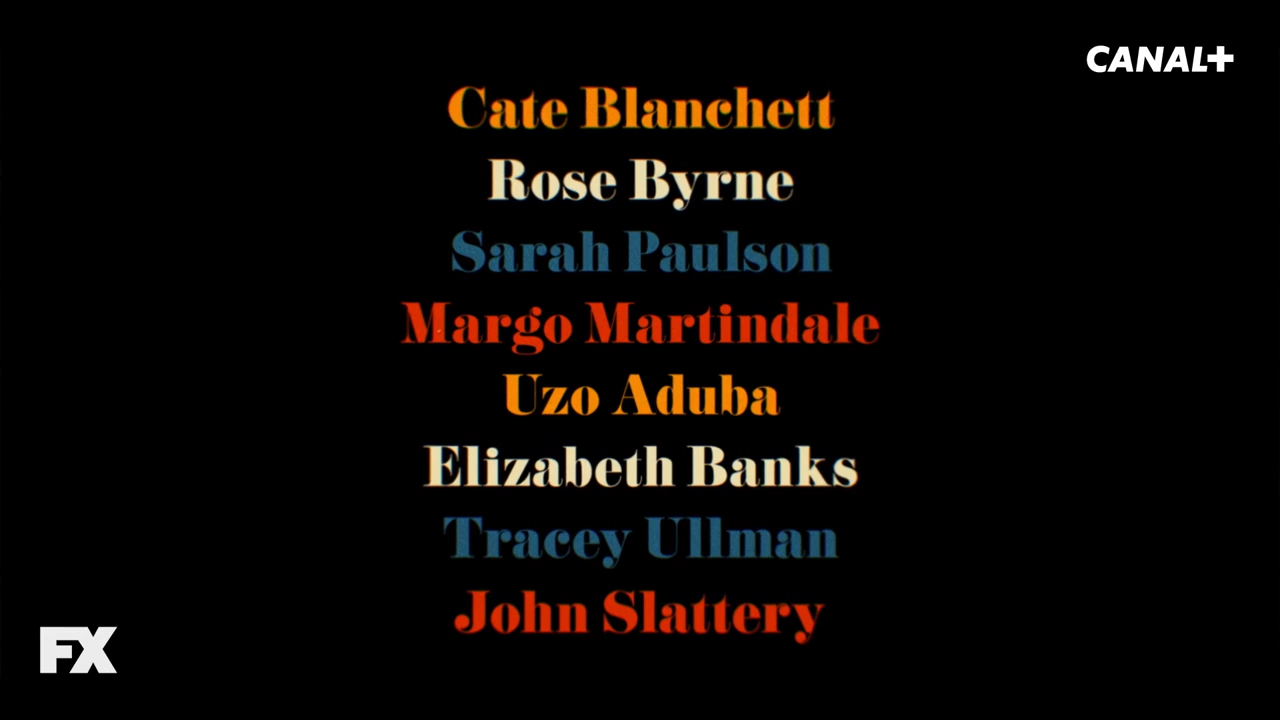 CANAL+
Cate Blanchett
Rose Byrne
Sarah Paulson
Margo Martindale
Uzo Aduba
Elizabeth Banks
Tracey Ullman
John Slattery
FX